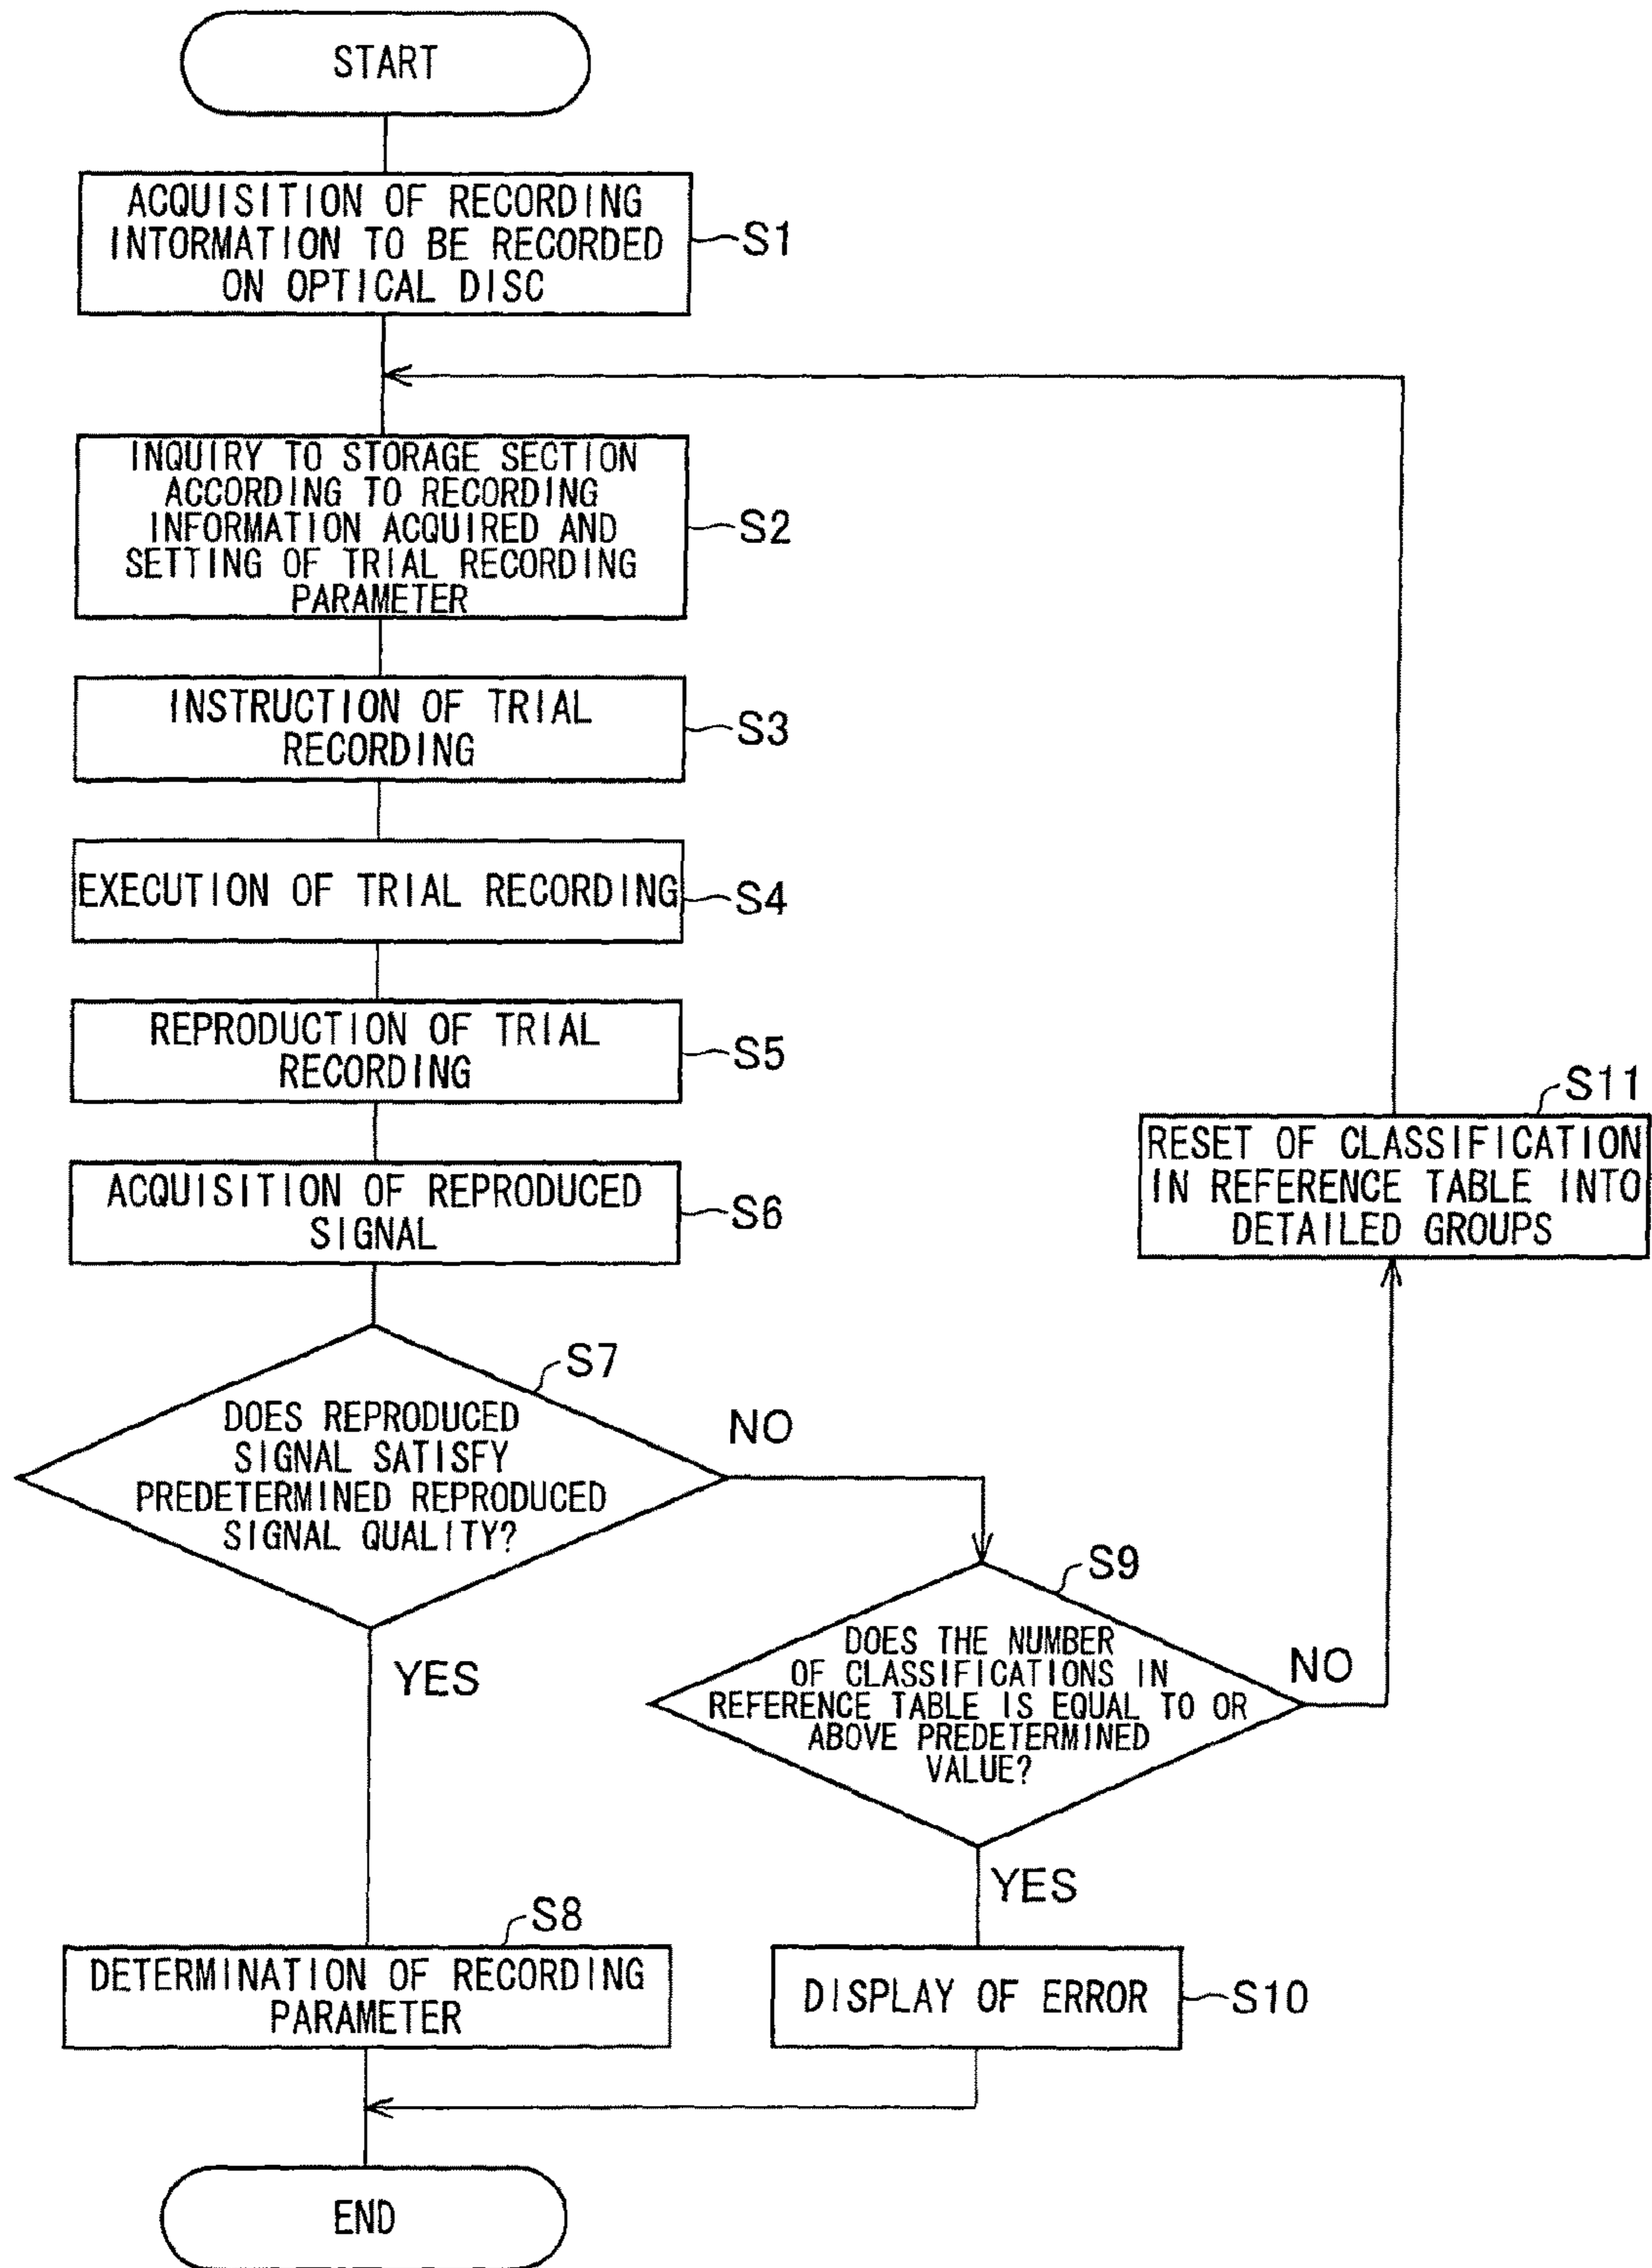 START
ACQUISITION OF RECORDING
INTORMATION TO BE RECORDED
ON OPTICAL DISC
S1
INQUIRY TO STORAGE SECTION
ACCORDING TO RECORDING
INFORMATION ACQUIRED AND
SETTING OF TRIAL RECORDING
PARAMETER
S2
INSTRUCTION OF TRIAL
RECORDING
S3
EXECUTION OF TRIAL RECORDING
S4
REPRODUCTION OF TRIAL
RECORDING
S5
ACQUISITION OF REPRODUCED
SIGNAL
S6
S7
DOES REPRODUCED
SIGNAL SATISFY
PREDETERMINED REPRODUCED
SIGNAL QUALITY?
NO
YES
S8
DETERMINATION OF RECORDING
PARAMETER
S9
DOES THE NUMBER
OF CLASSIFICATIONS IN
REFERENCE TABLE IS EQUAL TO OR
ABOVE PREDETERMINED
VALUE?
NO
YES
DISPLAY OF ERROR
S10
S11
RESET OF CLASSIFICATION
IN REFERENCE TABLE INTO
DETAILED GROUPS
END